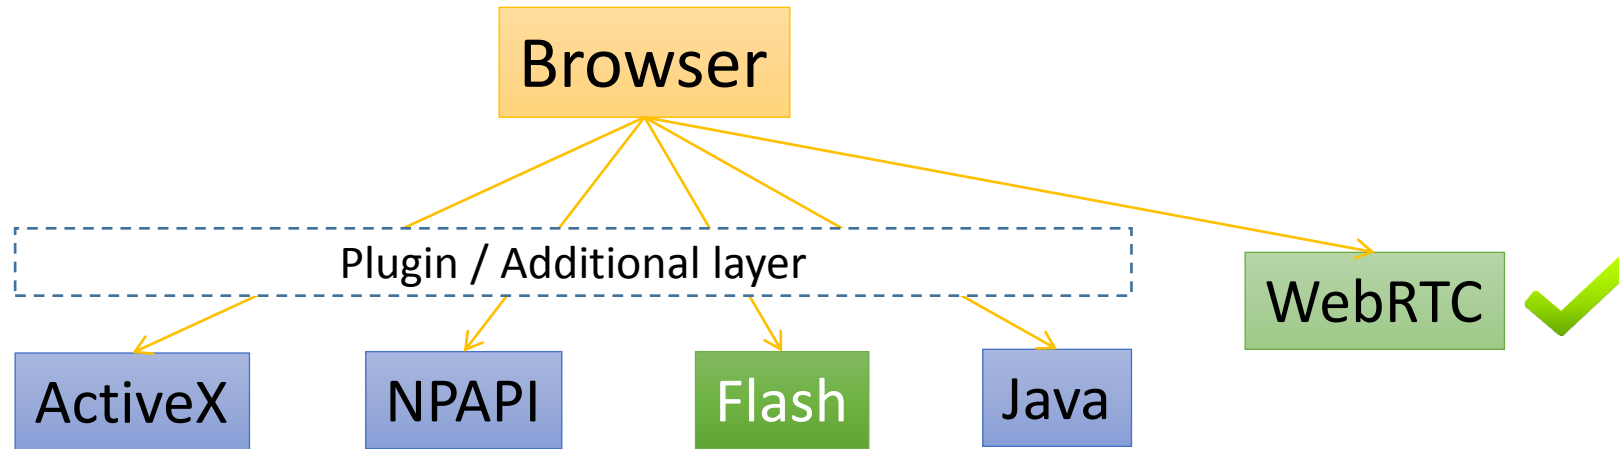 Browser
Plugin / Additional layer
WebRTC
ActiveX
NPAPI
Flash
Java